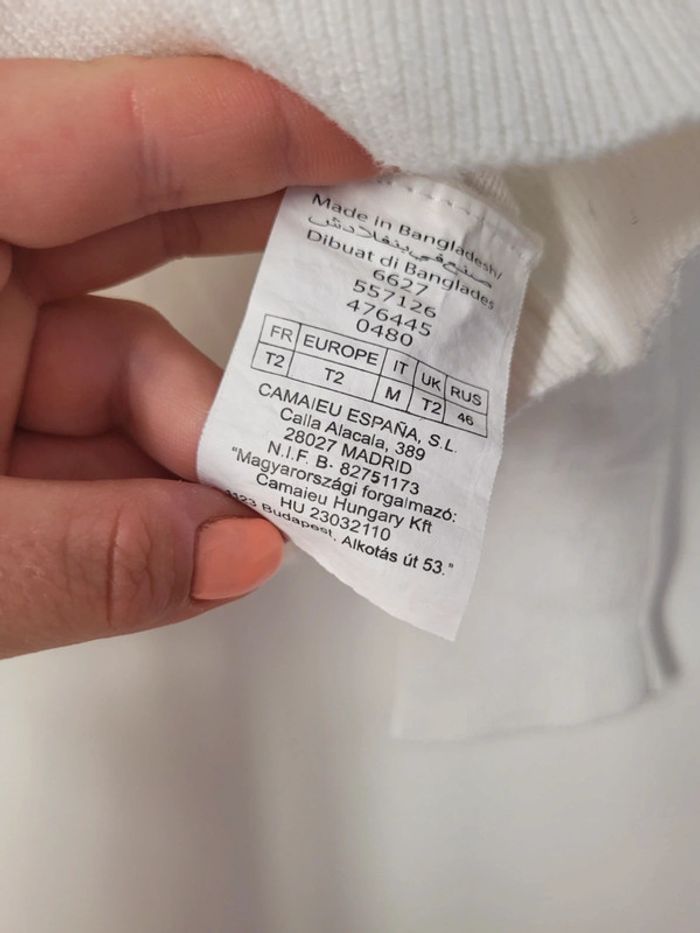 Made in Bangladesh/
صنع في بنغلادش
Dibuat di Banglades
6627
557126
476445
0480
FR EUROPE IT UK RUS
T2 T2 M T2 46
CAMAIEU ESPAÑA, S.L.
Calla Alacala, 389
28027 MADRID
N.I.F. B- 82751173
"Magyarországi forgalmazó:
Camaieu Hungary Kft
HU 23032110
1123 Budapest. Alkotás út 53."